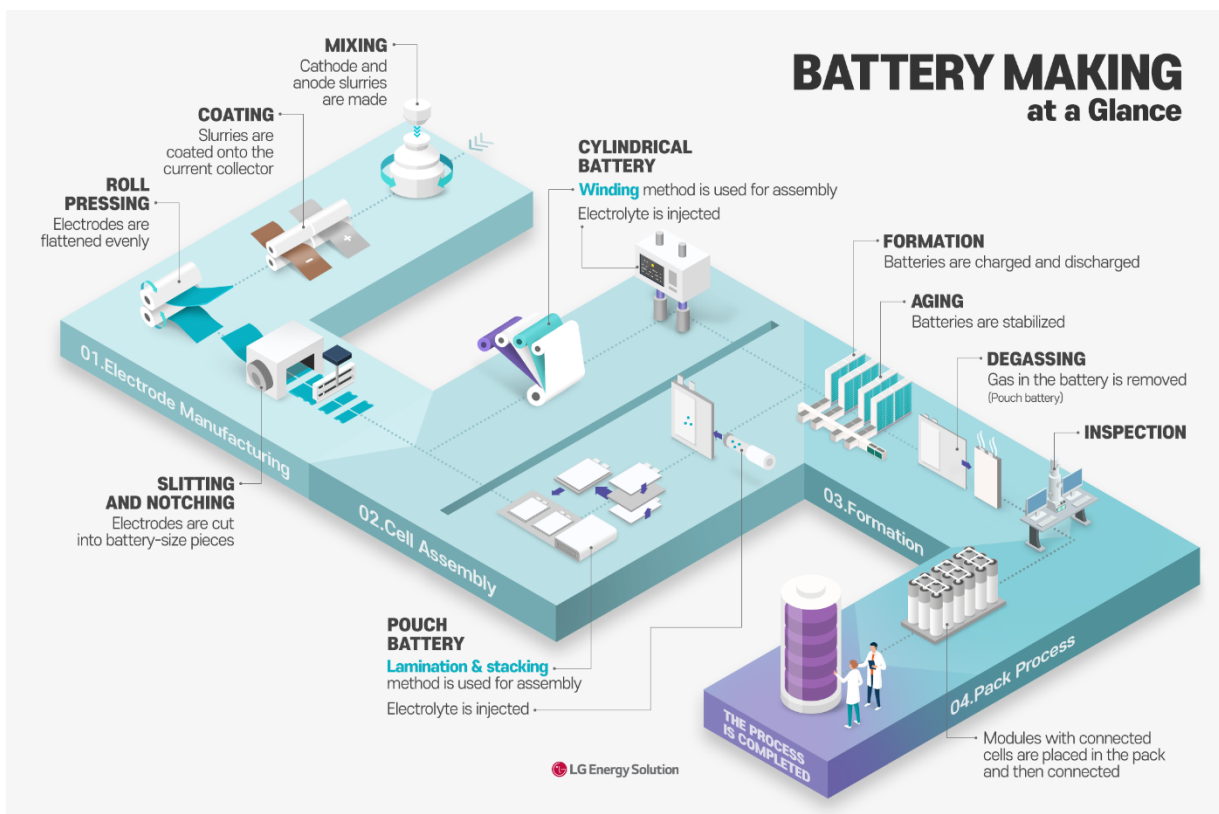 BATTERY MAKING
at a Glance
MIXING
Cathode and
anode slurries
are made
COATING
Slurries are
coated onto the
current collector
ROLL
PRESSING
Electrodes are
flattened evenly
SLITTING
AND NOTCHING
Electrodes are cut
into battery-size pieces
01.Electrode Manufacturing
CYLINDRICAL
BATTERY
Winding method is used for assembly
Electrolyte is injected
02.Cell Assembly
POUCH
BATTERY
Lamination & stacking
method is used for assembly
Electrolyte is injected
FORMATION
Batteries are charged and discharged
AGING
Batteries are stabilized
DEGASSING
Gas in the battery is removed
(Pouch battery)
INSPECTION
03.Formation
04.Pack Process
Modules with connected
cells are placed in the pack
and then connected
THE PROCESS
IS COMPLETED
LG Energy Solution